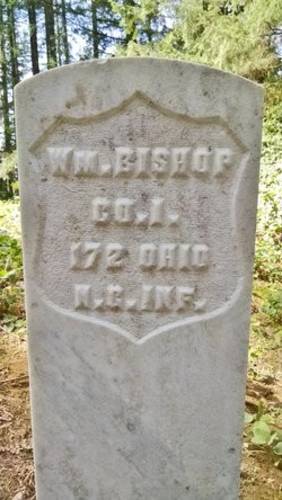 WM. BISHOP
CO. I.
172 OHIO
N.G. INF.